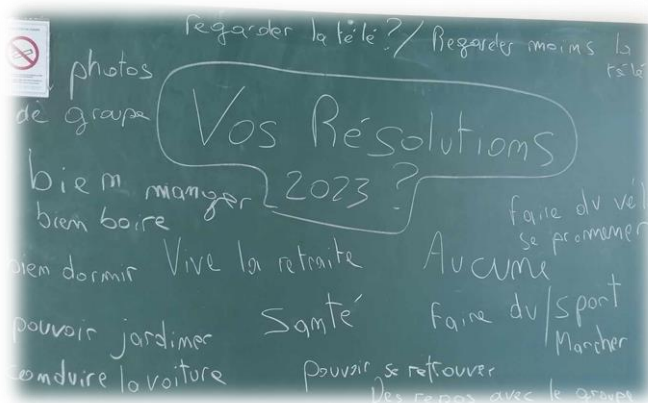 regarder la télé ? / Regarder moins la
télé
photos
de groupe
Vos Résolutions
2023 ?
bien manger
bien boire
faire du vél
se promener
bien dormir
Vive la retraite
Aucune
pouvoir jardiner
Santé
Faire du / sport
Marcher
conduire la voiture
pouvoir se retrouver
Des repas avec le groupe